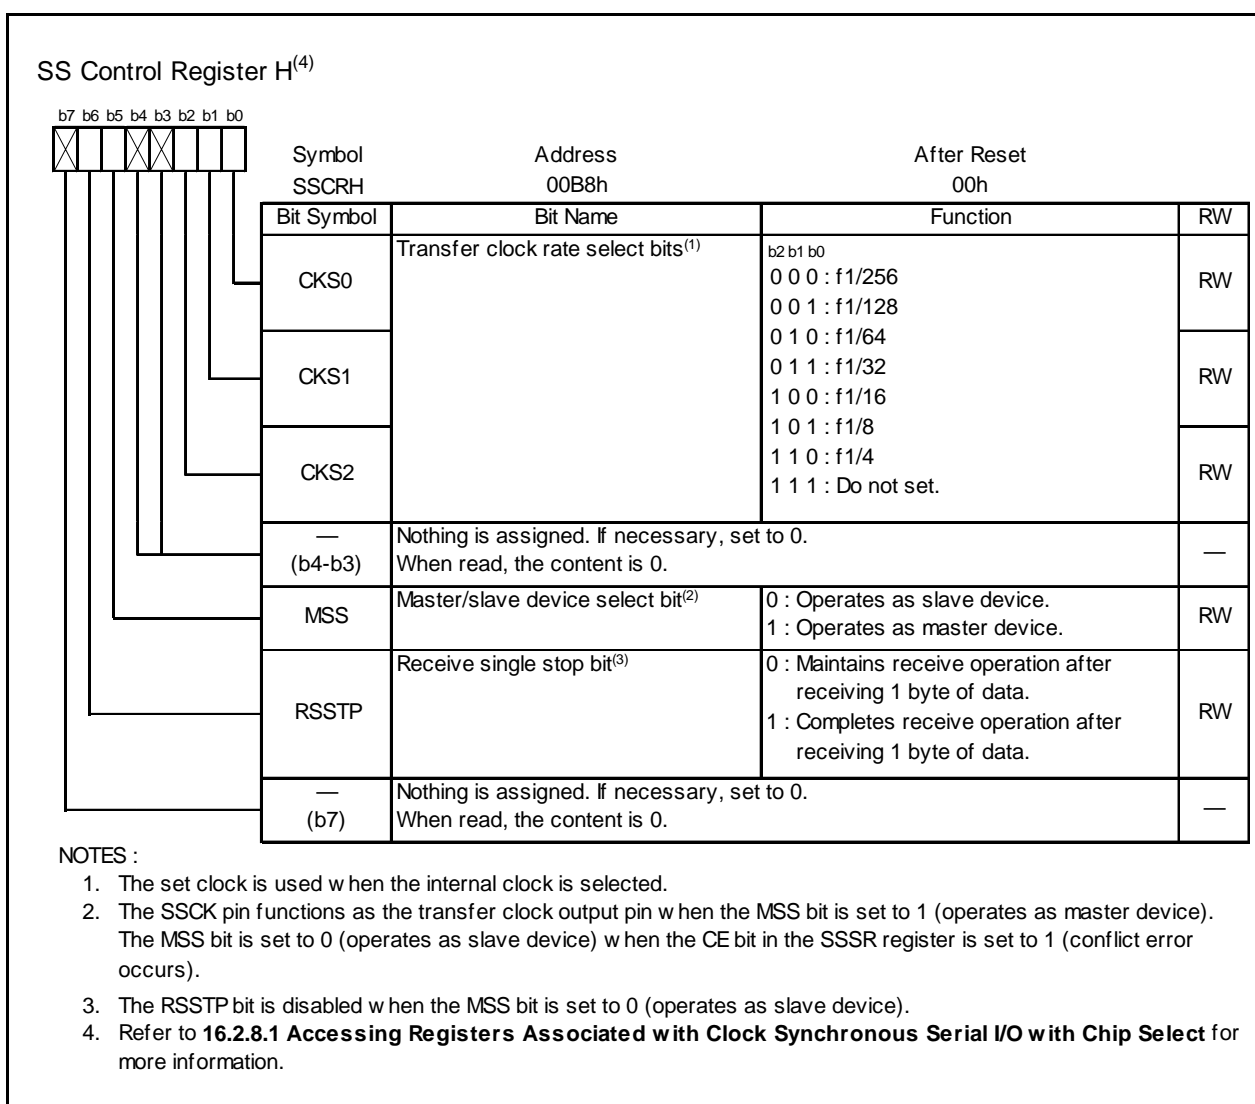 SS Control Register H(4)
b7 b6 b5 b4 b3 b2 b1 b0
Symbol Address After Reset
SSCRH 00B8h 00h
Bit Symbol Bit Name Function RW
CKS0 Transfer clock rate select bits(1) b2 b1 b0 RW
0 0 0 : f1/256
0 0 1 : f1/128
0 1 0 : f1/64
CKS1 0 1 1 : f1/32 RW
1 0 0 : f1/16
1 0 1 : f1/8
CKS2 1 1 0 : f1/4 RW
1 1 1 : Do not set.
— Nothing is assigned. If necessary, set to 0. —
(b4-b3) When read, the content is 0.
MSS Master/slave device select bit(2) 0 : Operates as slave device. RW
1 : Operates as master device.
RSSTP Receive single stop bit(3) 0 : Maintains receive operation after RW
receiving 1 byte of data.
1 : Completes receive operation after
receiving 1 byte of data.
— Nothing is assigned. If necessary, set to 0. —
(b7) When read, the content is 0.
NOTES :
1. The set clock is used when the internal clock is selected.
2. The SSCK pin functions as the transfer clock output pin when the MSS bit is set to 1 (operates as master device).
The MSS bit is set to 0 (operates as slave device) when the CE bit in the SSSR register is set to 1 (conflict error
occurs).
3. The RSSTP bit is disabled when the MSS bit is set to 0 (operates as slave device).
4. Refer to 16.2.8.1 Accessing Registers Associated with Clock Synchronous Serial I/O with Chip Select for
more information.